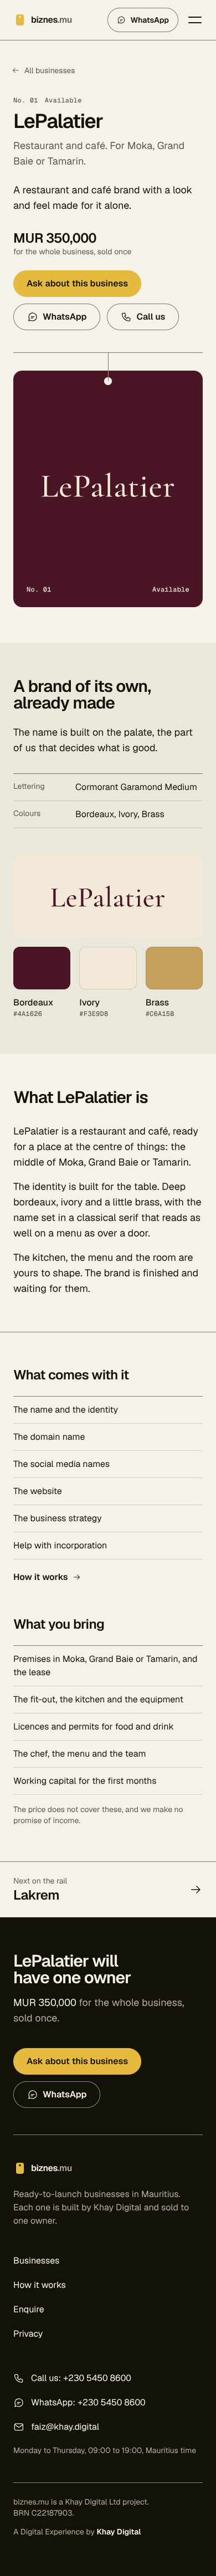 biznes.mu
WhatsApp
← All businesses
No. 01 Available
LePalatier
Restaurant and café. For Moka, Grand
Baie or Tamarin.
A restaurant and café brand with a look
and feel made for it alone.
MUR 350,000
for the whole business, sold once
Ask about this business
WhatsApp
Call us
LePalatier
No. 01
Available
A brand of its own,
already made
The name is built on the palate, the part
of us that decides what is good.
Lettering
Cormorant Garamond Medium
Colours
Bordeaux, Ivory, Brass
LePalatier
Bordeaux
Ivory
Brass
#4A1626
#F3E9D8
#C6A15B
What LePalatier is
LePalatier is a restaurant and café, ready
for a place at the centre of things: the
middle of Moka, Grand Baie or Tamarin.
The identity is built for the table. Deep
bordeaux, ivory and a little brass, with the
name set in a classical serif that reads as
well on a menu as over a door.
The kitchen, the menu and the room are
yours to shape. The brand is finished and
waiting for them.
What comes with it
The name and the identity
The domain name
The social media names
The website
The business strategy
Help with incorporation
How it works →
What you bring
Premises in Moka, Grand Baie or Tamarin, and
the lease
The fit-out, the kitchen and the equipment
Licences and permits for food and drink
The chef, the menu and the team
Working capital for the first months
The price does not cover these, and we make no
promise of income.
Next on the rail
Lakrem
→
LePalatier will
have one owner
MUR 350,000 for the whole business,
sold once.
Ask about this business
WhatsApp
biznes.mu
Ready-to-launch businesses in Mauritius.
Each one is built by Khay Digital and sold to
one owner.
Businesses
How it works
Enquire
Privacy
Call us: +230 5450 8600
WhatsApp: +230 5450 8600
faiz@khay.digital
Monday to Thursday, 09:00 to 19:00, Mauritius time
biznes.mu is a Khay Digital Ltd project.
BRN C22187903.
A Digital Experience by Khay Digital